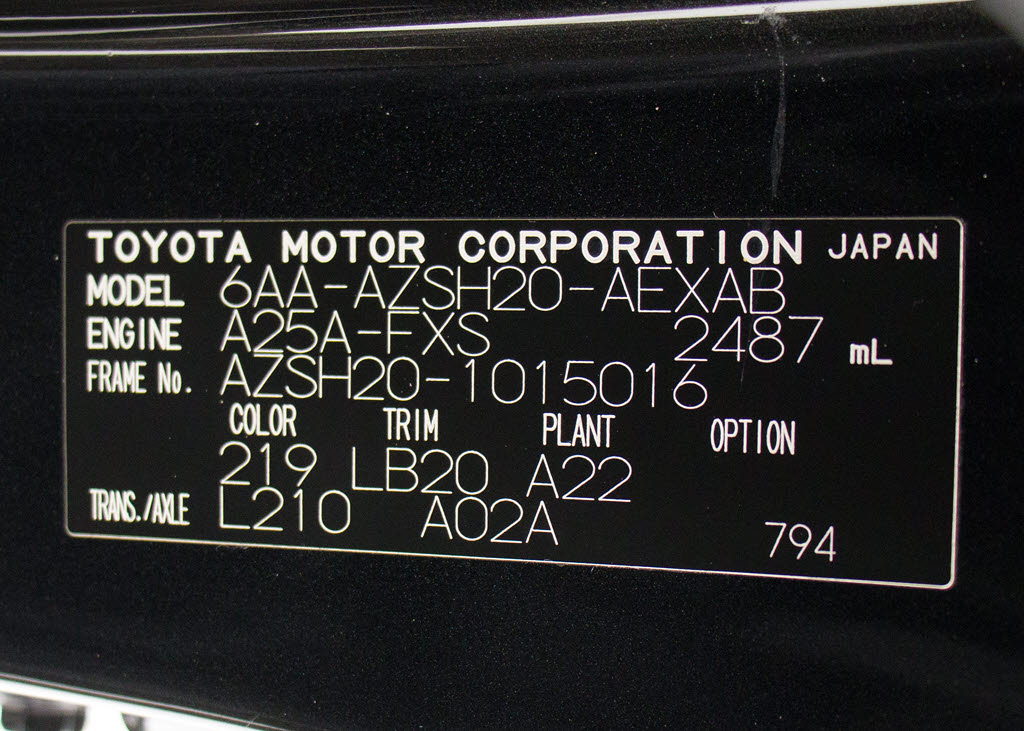 TOYOTA MOTOR CORPORATION JAPAN
MODEL 6AA-AZSH20-AEXAB
ENGINE A25A-FXS 2487 mL
FRAME No. AZSH20-1015016
COLOR TRIM PLANT OPTION
219 LB20 A22
TRANS./AXLE L210 A02A 794